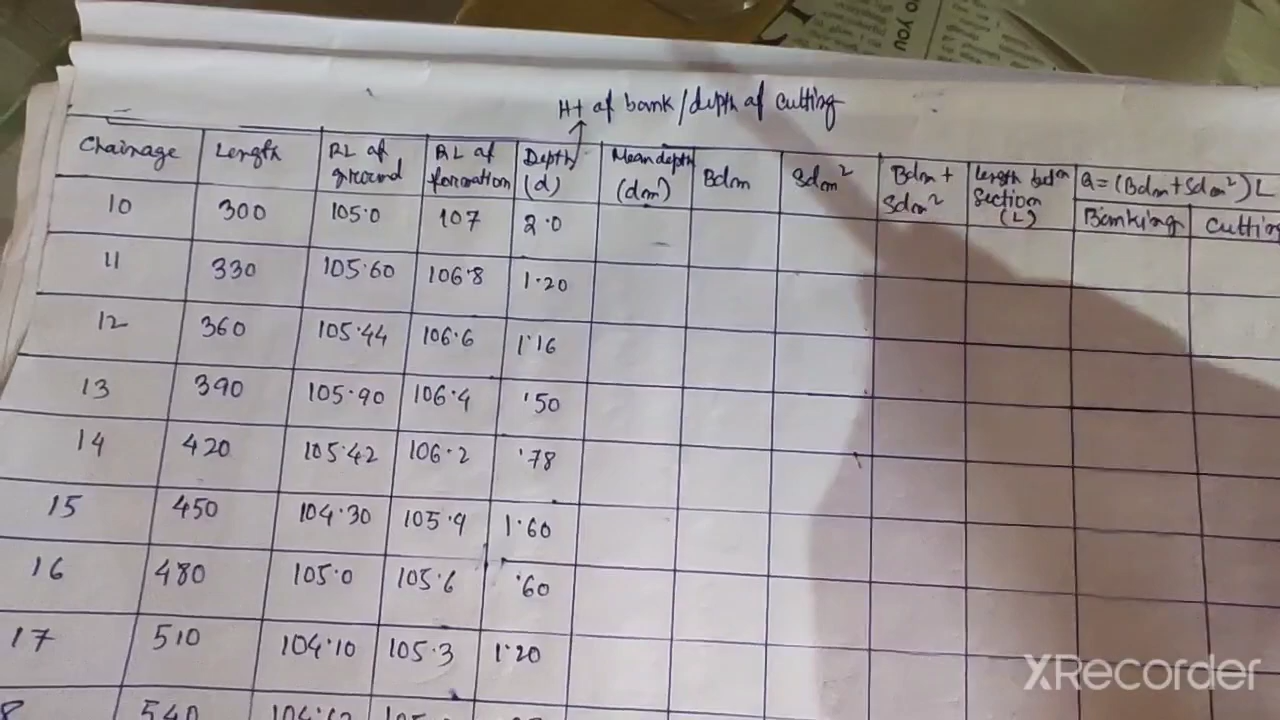 TO YOU
Ht of bank/depth of cutting
Chainage Length RL of ground RL of formation Depth (d) Mean depth (dm) Bdm Sdm² Bdm + Sdm² Length betn section (L) Q = (Bdm + Sdm²) L
Banking Cutting
10 300 105.0 107 2.0
11 330 105.60 106.8 1.20
12 360 105.44 106.6 1.16
13 390 105.90 106.4 .50
14 420 105.42 106.2 .78
15 450 104.30 105.9 1.60
16 480 105.0 105.6 .60
17 510 104.10 105.3 1.20
8 540
XRecorder